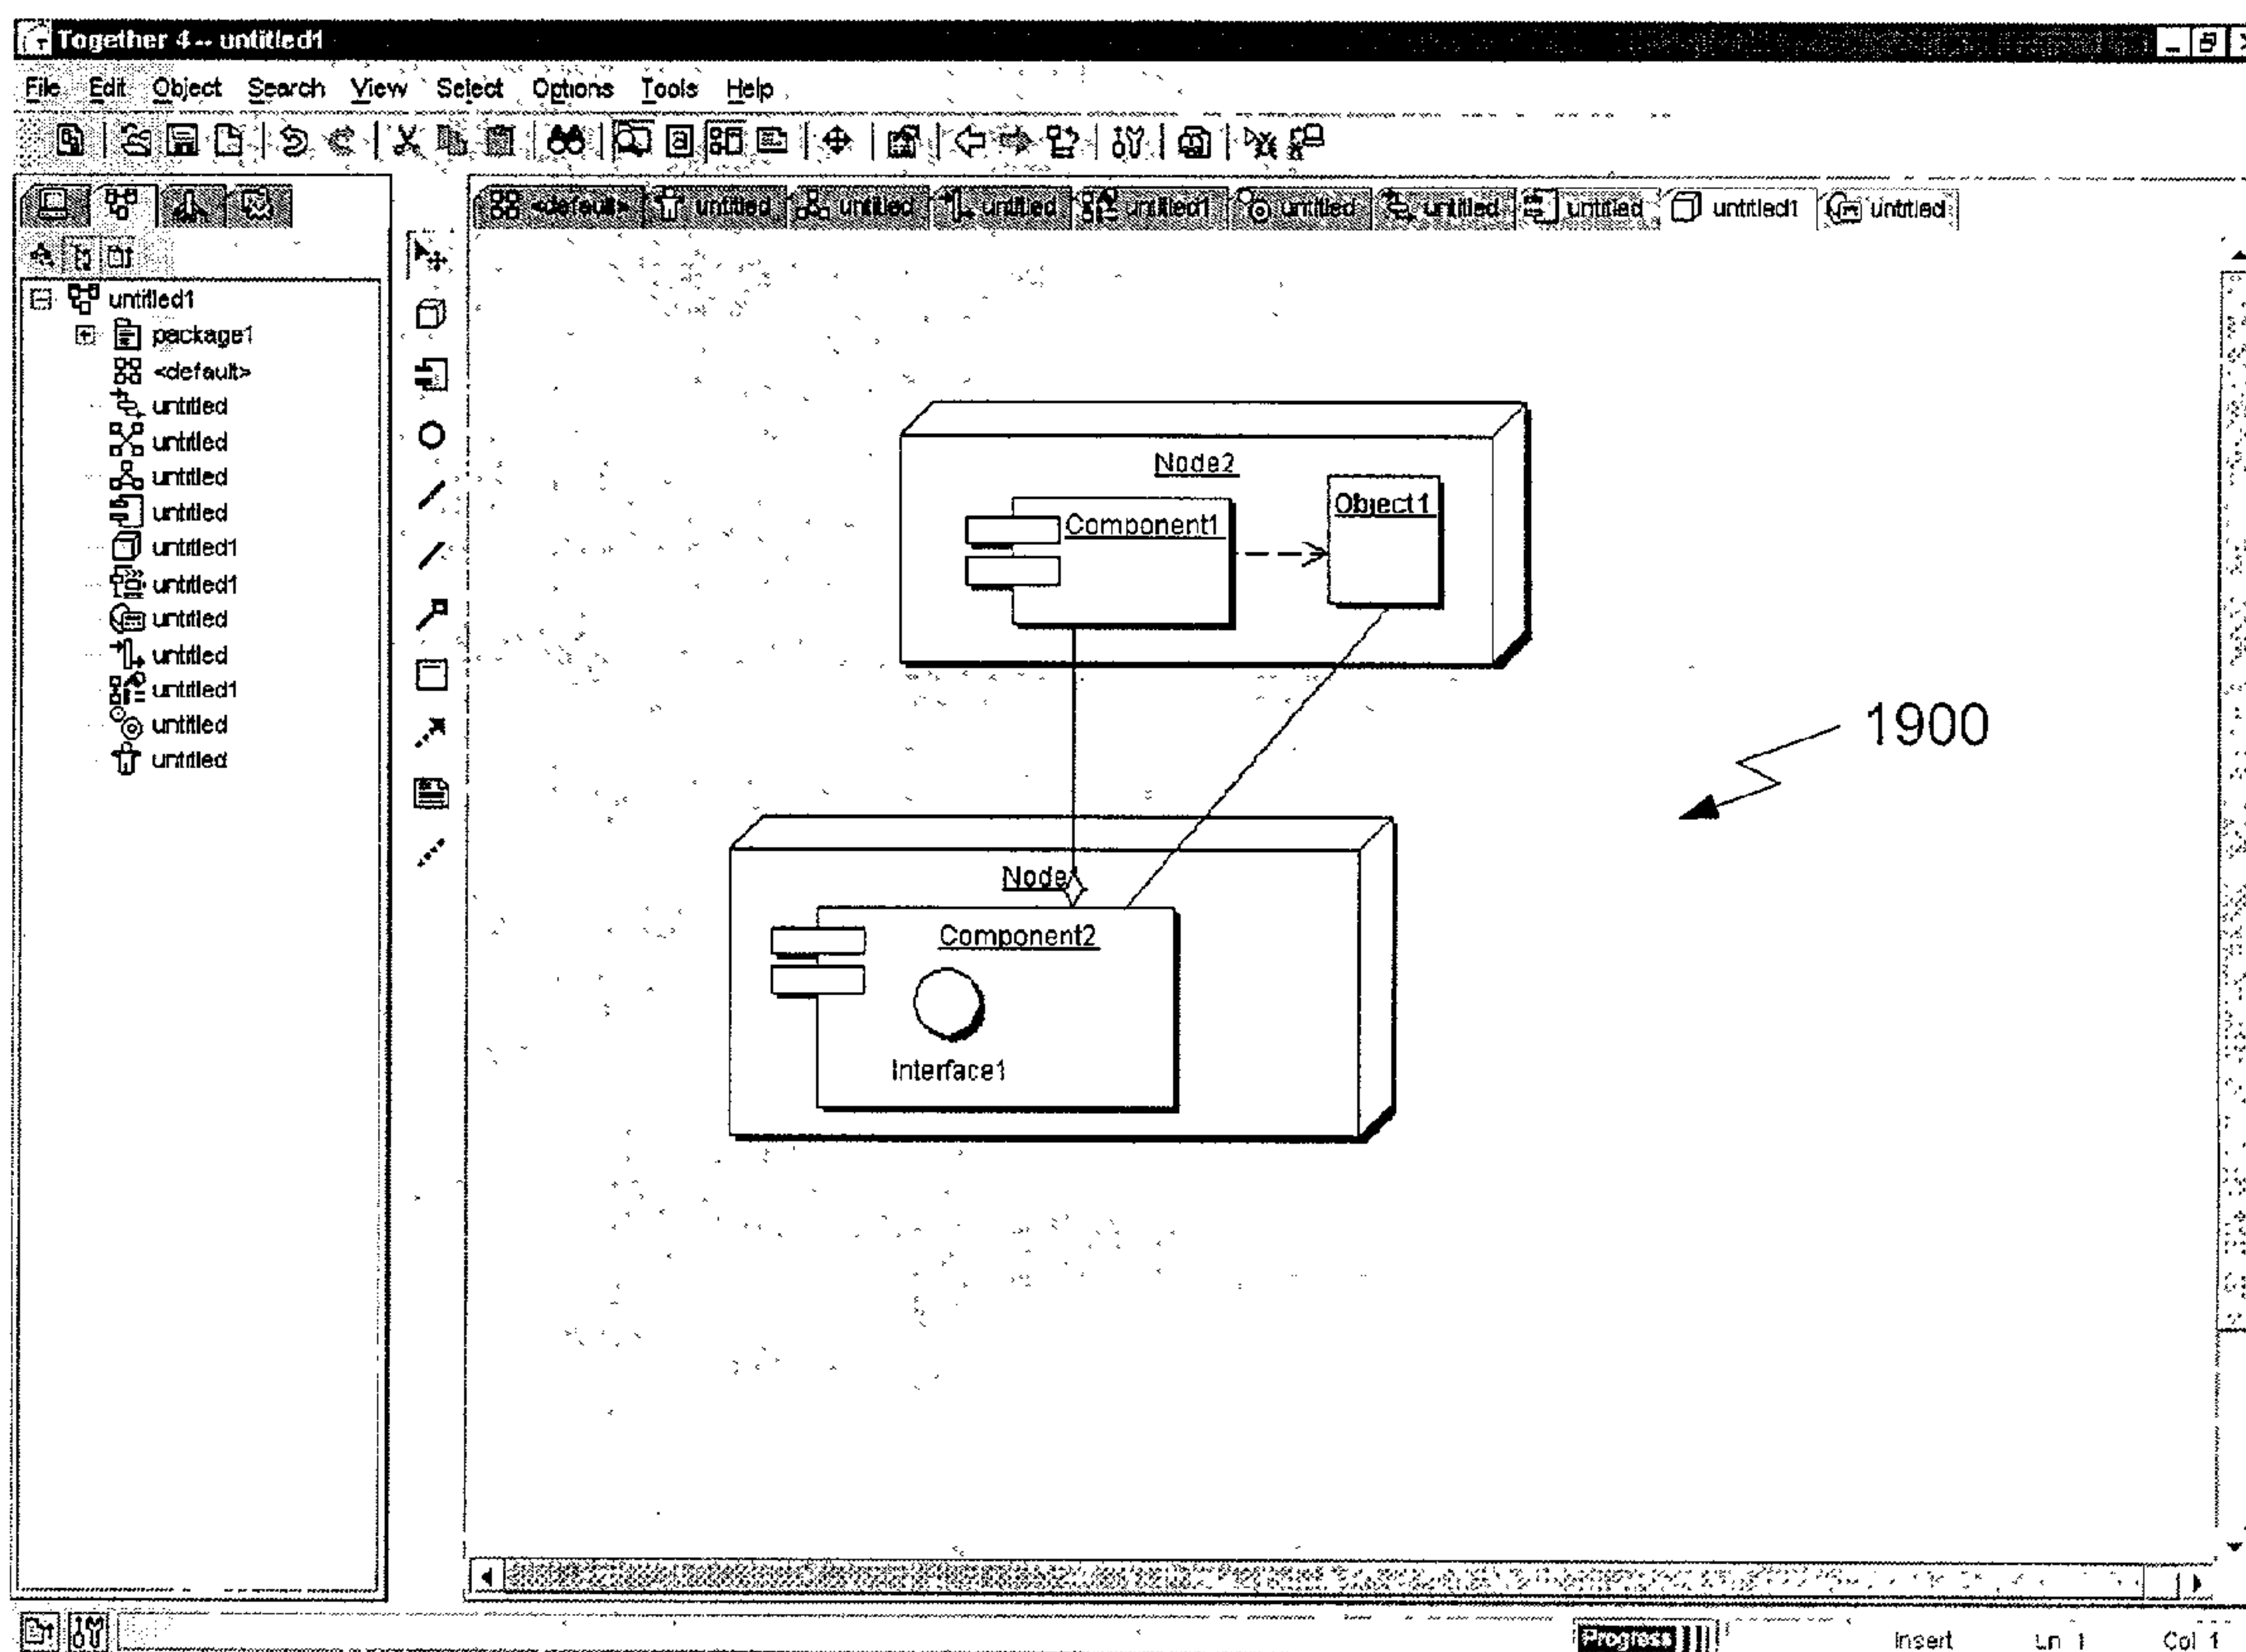 Together 4 -- untitled1
File Edit Object Search View Select Options Tools Help
<default> untitled untitled untitled untitled1 untitled untitled untitled untitled1 untitled
untitled1
package1
<default>
untitled
untitled
untitled
untitled
untitled1
untitled1
untitled
untitled
untitled1
untitled
untitled
Node2
Component1
Object1
1900
Node
Component2
Interface1
Progress Insert Ln 1 Col 1